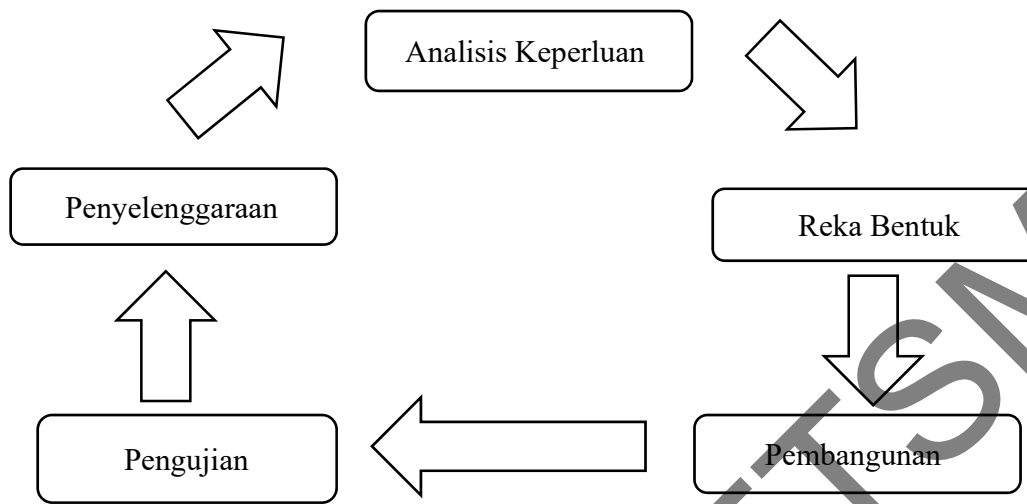 Analisis Keperluan
Penyelenggaraan
Reka Bentuk
Pengujian
Pembangunan